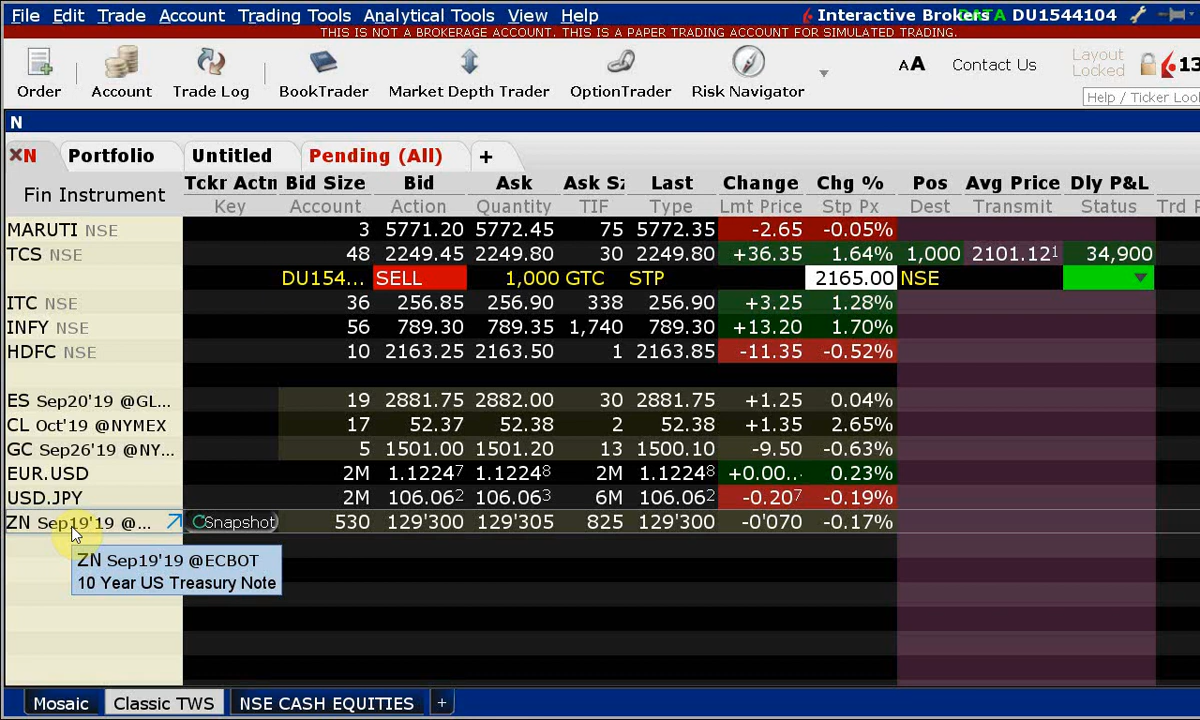 File Edit Trade Account Trading Tools Analytical Tools View Help Interactive Brokers DATA DU1544104
THIS IS NOT A BROKERAGE ACCOUNT. THIS IS A PAPER TRADING ACCOUNT FOR SIMULATED TRADING.
Order Account Trade Log BookTrader Market Depth Trader OptionTrader Risk Navigator AA Contact Us Layout Locked 13
Help / Ticker Loo
N
N Portfolio Untitled Pending (All) +
Fin Instrument Tckr Actn Bid Size Bid Ask Ask Sz Last Change Chg % Pos Avg Price Dly P&L
Key Account Action Quantity TIF Type Lmt Price Stp Px Dest Transmit Status Trd P
MARUTI NSE 3 5771.20 5772.45 75 5772.35 -2.65 -0.05%
TCS NSE 48 2249.45 2249.80 30 2249.80 +36.35 1.64% 1,000 2101.12¹ 34,900
DU154... SELL 1,000 GTC STP 2165.00 NSE
ITC NSE 36 256.85 256.90 338 256.90 +3.25 1.28%
INFY NSE 56 789.30 789.35 1,740 789.30 +13.20 1.70%
HDFC NSE 10 2163.25 2163.50 1 2163.85 -11.35 -0.52%
ES Sep20'19 @GL... 19 2881.75 2882.00 30 2881.75 +1.25 0.04%
CL Oct'19 @NYMEX 17 52.37 52.38 2 52.38 +1.35 2.65%
GC Sep26'19 @NY... 5 1501.00 1501.20 13 1500.10 -9.50 -0.63%
EUR.USD 2M 1.1224⁷ 1.1224⁸ 2M 1.1224⁸ +0.00... 0.23%
USD.JPY 2M 106.06² 106.06³ 6M 106.06² -0.20⁷ -0.19%
ZN Sep19'19 @... Snapshot 530 129'300 129'305 825 129'300 -0'070 -0.17%
ZN Sep19'19 @ECBOT
10 Year US Treasury Note
Mosaic Classic TWS NSE CASH EQUITIES +